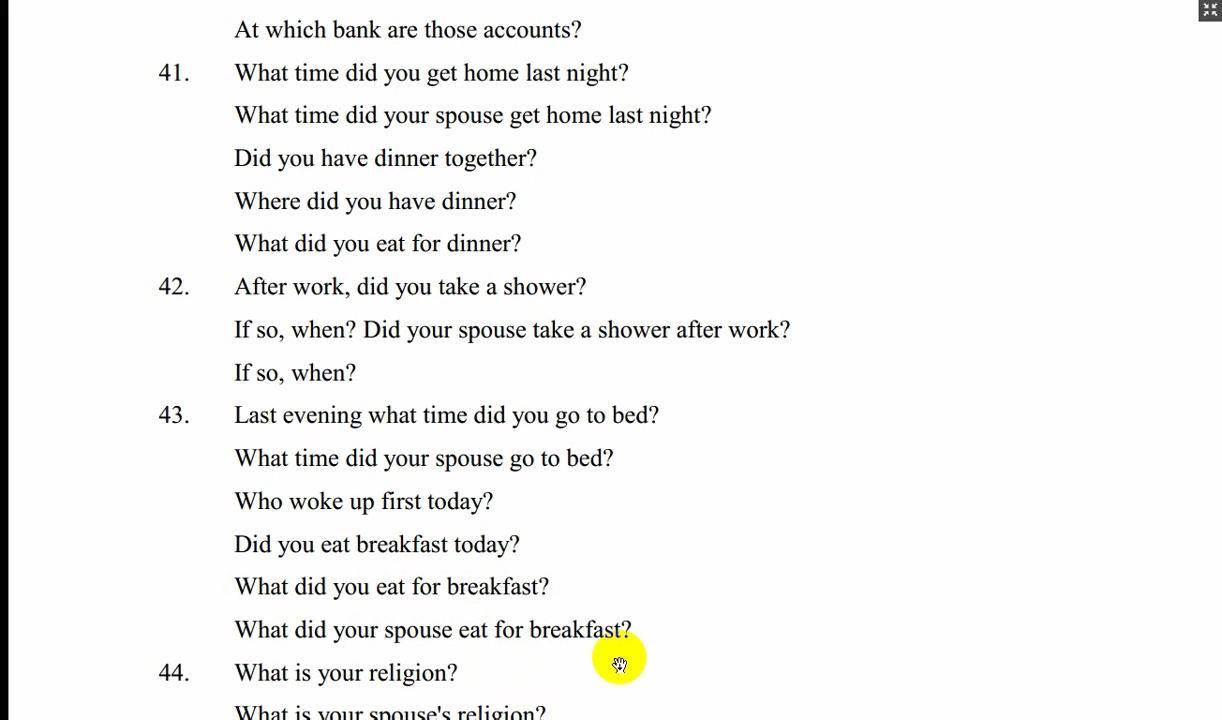 At which bank are those accounts?
41. What time did you get home last night?
What time did your spouse get home last night?
Did you have dinner together?
Where did you have dinner?
What did you eat for dinner?
42. After work, did you take a shower?
If so, when? Did your spouse take a shower after work?
If so, when?
43. Last evening what time did you go to bed?
What time did your spouse go to bed?
Who woke up first today?
Did you eat breakfast today?
What did you eat for breakfast?
What did your spouse eat for breakfast?
44. What is your religion?
What is your spouse's religion?